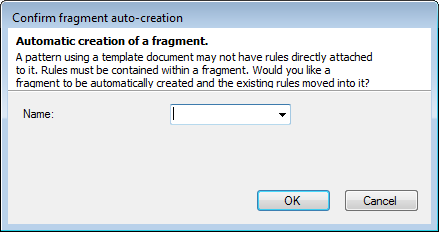 Confirm fragment auto-creation
Automatic creation of a fragment.
A pattern using a template document may not have rules directly attached
to it. Rules must be contained within a fragment. Would you like a
fragment to be automatically created and the existing rules moved into it?
Name:
OK
Cancel